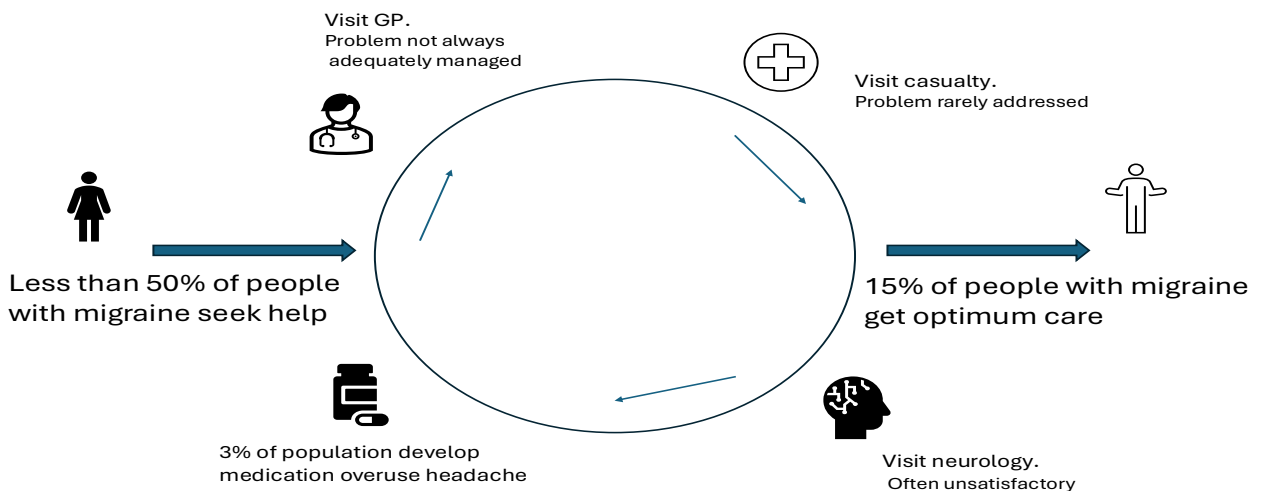 Visit GP.
Problem not always
adequately managed
Visit casualty.
Problem rarely addressed
Less than 50% of people
with migraine seek help
15% of people with migraine
get optimum care
3% of population develop
medication overuse headache
Visit neurology.
Often unsatisfactory